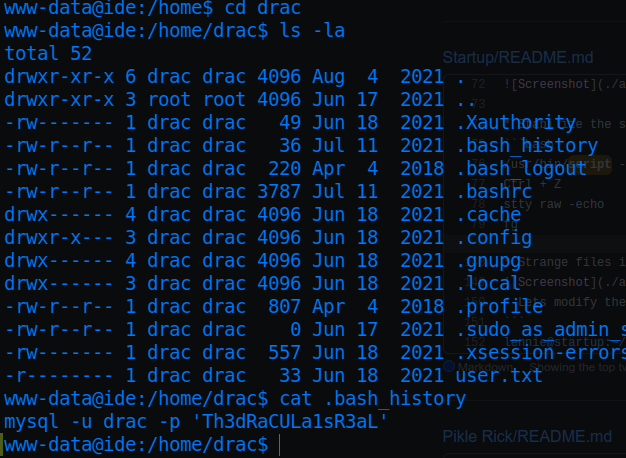 www-data@ide:/home$ cd drac
www-data@ide:/home/drac$ ls -la
total 52
drwxr-xr-x 6 drac drac 4096 Aug  4  2021 .
drwxr-xr-x 3 root root 4096 Jun 17  2021 ..
-rw------- 1 drac drac   49 Jun 18  2021 .Xauthority
-rw-r--r-- 1 drac drac   36 Jul 11  2021 .bash_history
-rw-r--r-- 1 drac drac  220 Apr  4  2018 .bash_logout
-rw-r--r-- 1 drac drac 3787 Jul 11  2021 .bashrc
drwx------ 4 drac drac 4096 Jun 18  2021 .cache
drwxr-x--- 3 drac drac 4096 Jun 18  2021 .config
drwx------ 4 drac drac 4096 Jun 18  2021 .gnupg
drwx------ 3 drac drac 4096 Jun 18  2021 .local
-rw-r--r-- 1 drac drac  807 Apr  4  2018 .profile
-rw-r--r-- 1 drac drac    0 Jun 17  2021 .sudo_as_admin_s
-rw------- 1 drac drac  557 Jun 18  2021 .xsession-errors
-r-------- 1 drac drac   33 Jun 18  2021 user.txt
www-data@ide:/home/drac$ cat .bash_history
mysql -u drac -p 'Th3dRaCULa1sR3aL'
www-data@ide:/home/drac$
Startup/README.md
72 ![Screenshot](./a
73
stty raw -echo
Strange files i
![Screenshot](./a
Lets modify the
152
Markdown Showing the top tw
Pikle Rick/README.md